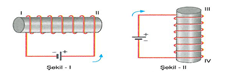 I
II
- +
Şekil - I
III
+
-
IV
Şekil - II